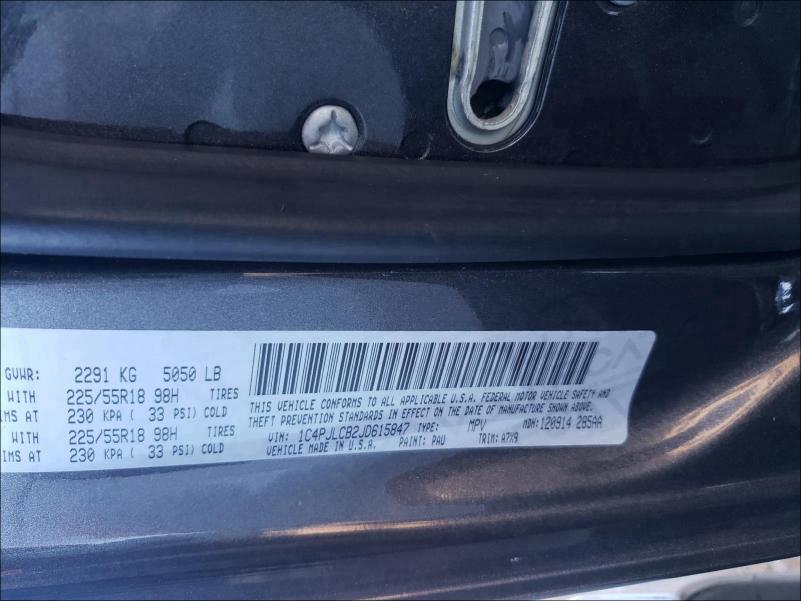 GVWR: 2291 KG 5050 LB
WITH 225/55R18 98H TIRES
IMS AT 230 KPA ( 33 PSI) COLD
WITH 225/55R18 98H TIRES
IMS AT 230 KPA ( 33 PSI) COLD
THIS VEHICLE CONFORMS TO ALL APPLICABLE U.S.A. FEDERAL MOTOR VEHICLE SAFETY AND
THEFT PREVENTION STANDARDS IN EFFECT ON THE DATE OF MANUFACTURE SHOWN ABOVE.
VIN: 1C4PJLCB2JD615847 TYPE: MPV MDH: 120914 285AA
VEHICLE MADE IN U.S.A. PAINT: PAU TRIM: A7X9